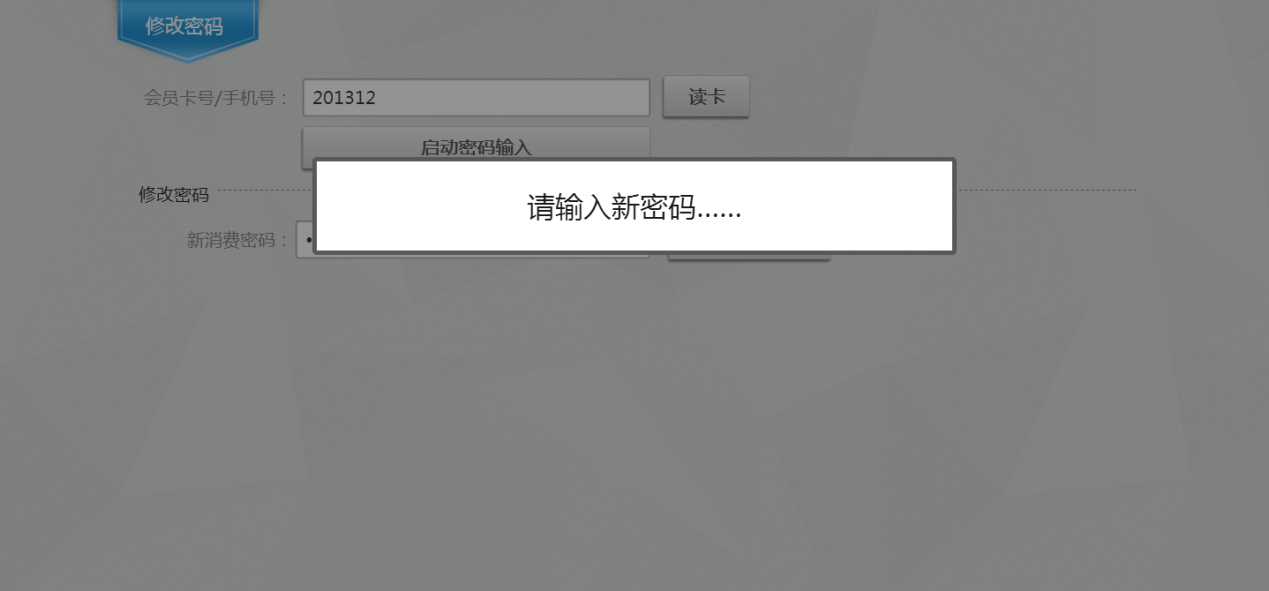 修改密码
会员卡号/手机号：
201312
读卡
启动密码输入
修改密码
请输入新密码......
新消费密码：